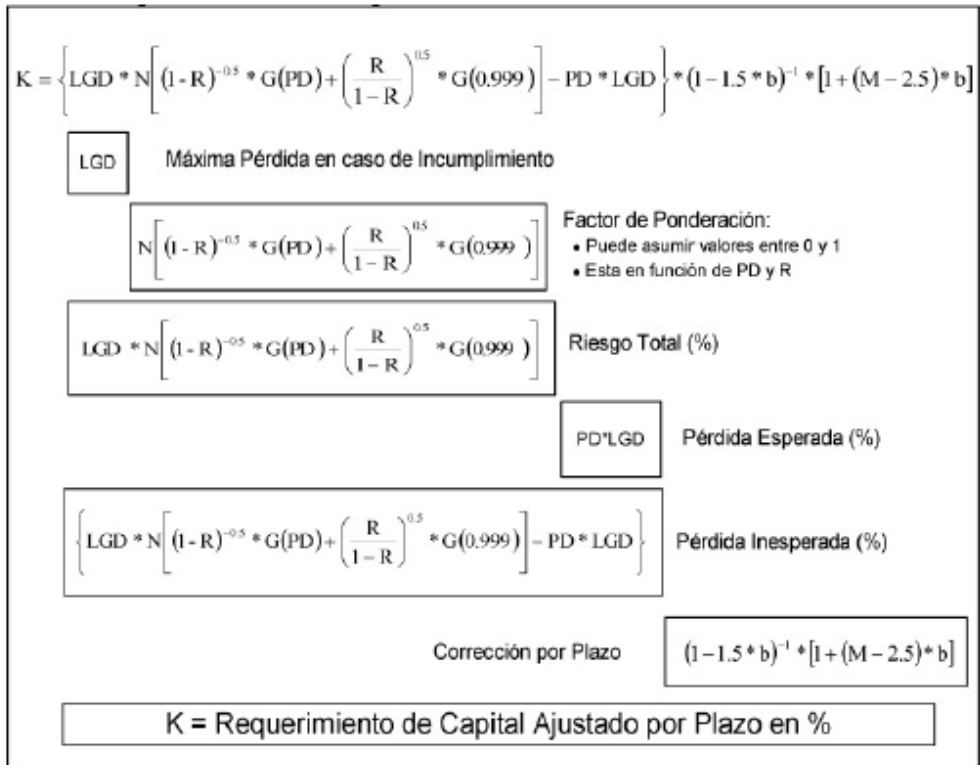 K = {LGD * N[(1 - R)^-0.5 * G(PD) + (R / (1 - R))^0.5 * G(0.999)] - PD * LGD} * (1 - 1.5 * b)^-1 * [1 + (M - 2.5) * b]
LGD Máxima Pérdida en caso de Incumplimiento
N[(1 - R)^-0.5 * G(PD) + (R / (1 - R))^0.5 * G(0.999 )] Factor de Ponderación:
• Puede asumir valores entre 0 y 1
• Esta en función de PD y R
LGD * N[(1 - R)^-0.5 * G(PD) + (R / (1 - R))^0.5 * G(0.999 )] Riesgo Total (%)
PD*LGD Pérdida Esperada (%)
{LGD * N[(1 - R)^-0.5 * G(PD) + (R / (1 - R))^0.5 * G(0.999)] - PD * LGD} Pérdida Inesperada (%)
Corrección por Plazo (1 - 1.5 * b)^-1 * [1 + (M - 2.5) * b]
K = Requerimiento de Capital Ajustado por Plazo en %